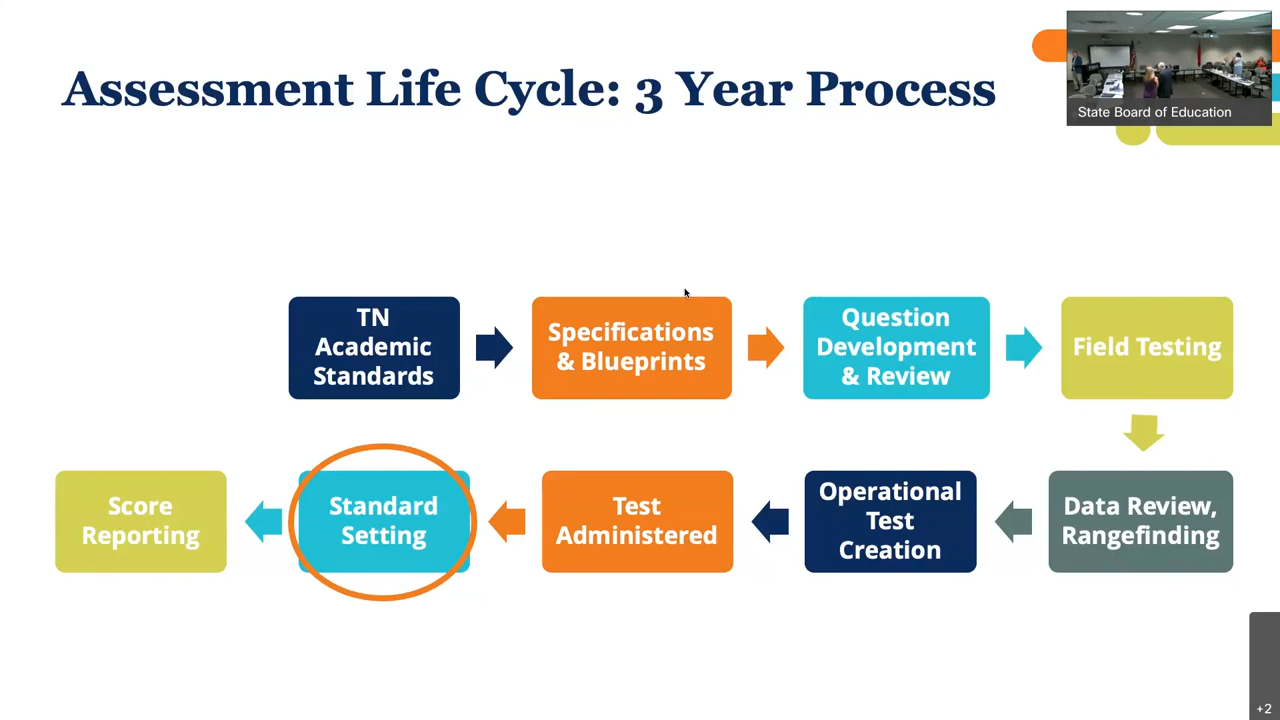 Assessment Life Cycle: 3 Year Process
State Board of Education
TN
Academic
Standards
Specifications
& Blueprints
Question
Development
& Review
Field Testing
Score
Reporting
Standard
Setting
Test
Administered
Operational
Test
Creation
Data Review,
Rangefinding
+2